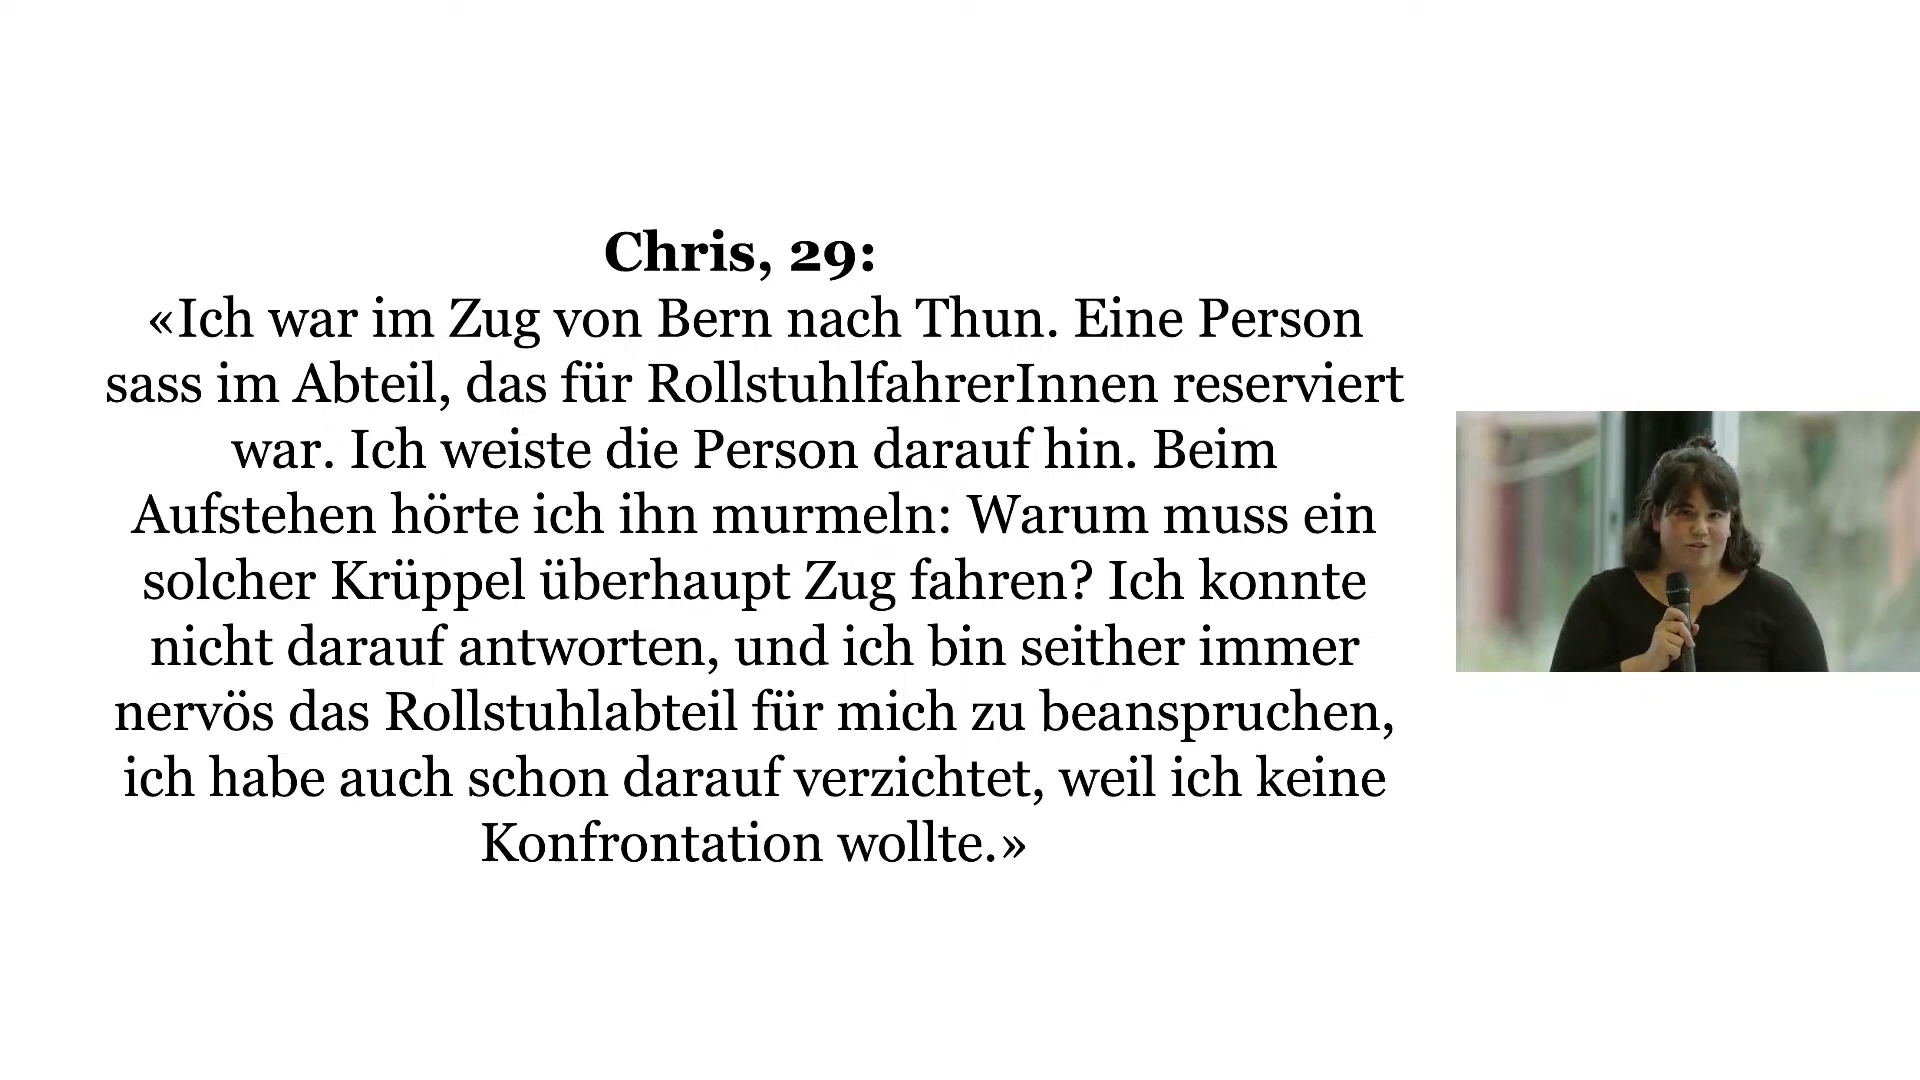 Chris, 29:
«Ich war im Zug von Bern nach Thun. Eine Person
sass im Abteil, das für RollstuhlfahrerInnen reserviert
war. Ich weiste die Person darauf hin. Beim
Aufstehen hörte ich ihn murmeln: Warum muss ein
solcher Krüppel überhaupt Zug fahren? Ich konnte
nicht darauf antworten, und ich bin seither immer
nervös das Rollstuhlabteil für mich zu beanspruchen,
ich habe auch schon darauf verzichtet, weil ich keine
Konfrontation wollte.»